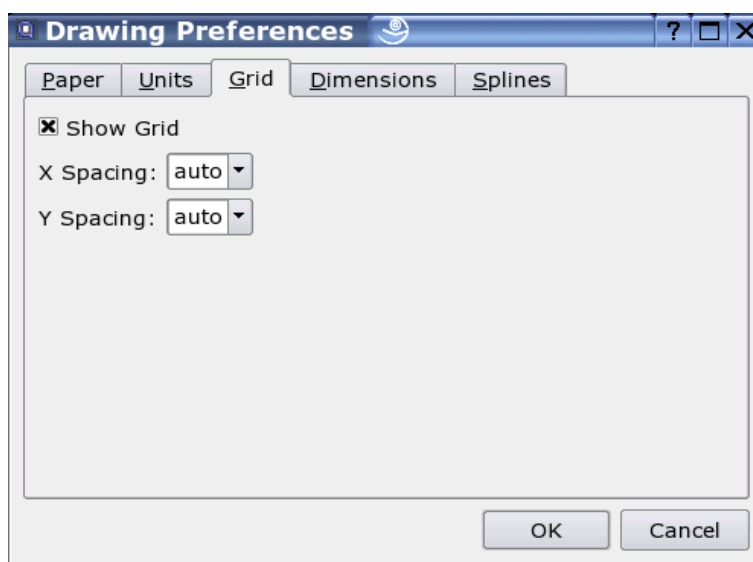 Drawing Preferences ?
Paper Units Grid Dimensions Splines
Show Grid
X Spacing: auto
Y Spacing: auto
OK Cancel